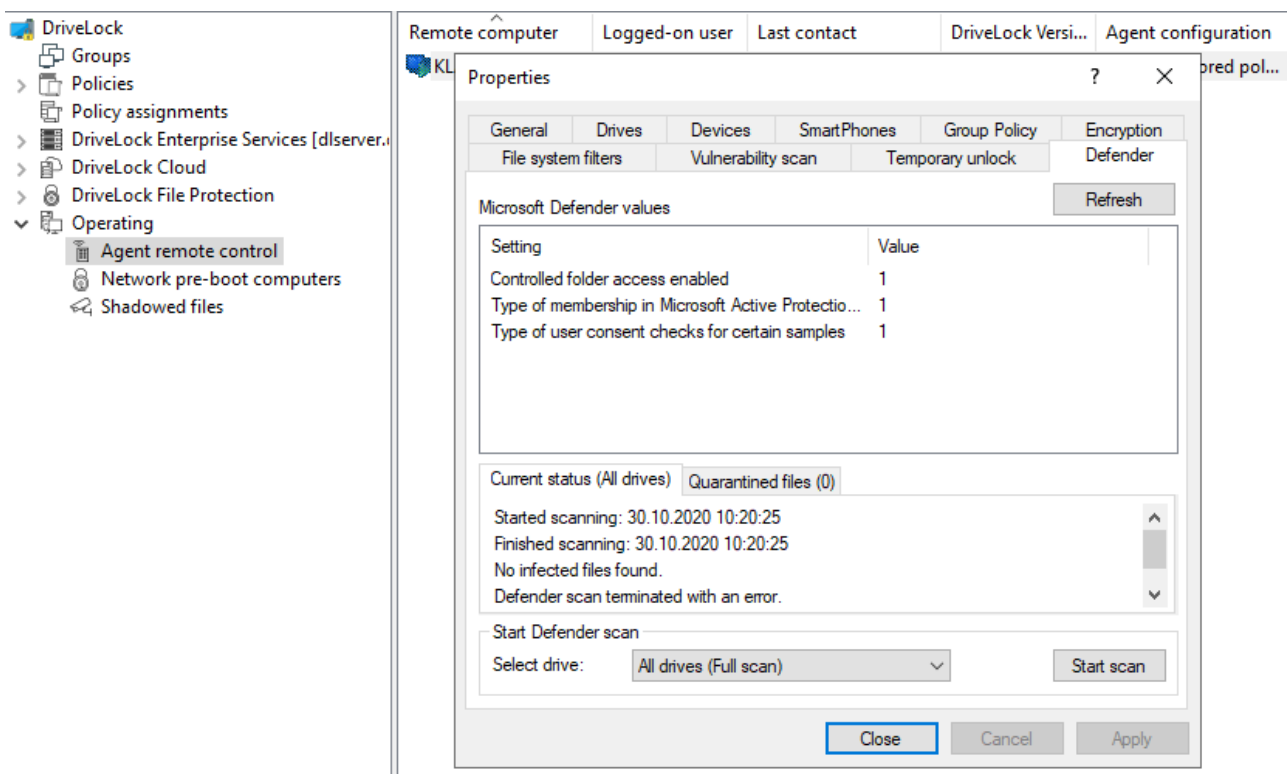 DriveLock
Groups
Policies
Policy assignments
DriveLock Enterprise Services [dlserver.
DriveLock Cloud
DriveLock File Protection
Operating
Agent remote control
Network pre-boot computers
Shadowed files
Remote computer Logged-on user Last contact DriveLock Versi... Agent configuration
KL ored pol...
Properties ?
General Drives Devices SmartPhones Group Policy Encryption
File system filters Vulnerability scan Temporary unlock Defender
Microsoft Defender values Refresh
Setting Value
Controlled folder access enabled 1
Type of membership in Microsoft Active Protectio... 1
Type of user consent checks for certain samples 1
Current status (All drives) Quarantined files (0)
Started scanning: 30.10.2020 10:20:25
Finished scanning: 30.10.2020 10:20:25
No infected files found.
Defender scan terminated with an error.
Start Defender scan
Select drive: All drives (Full scan) Start scan
Close Cancel Apply